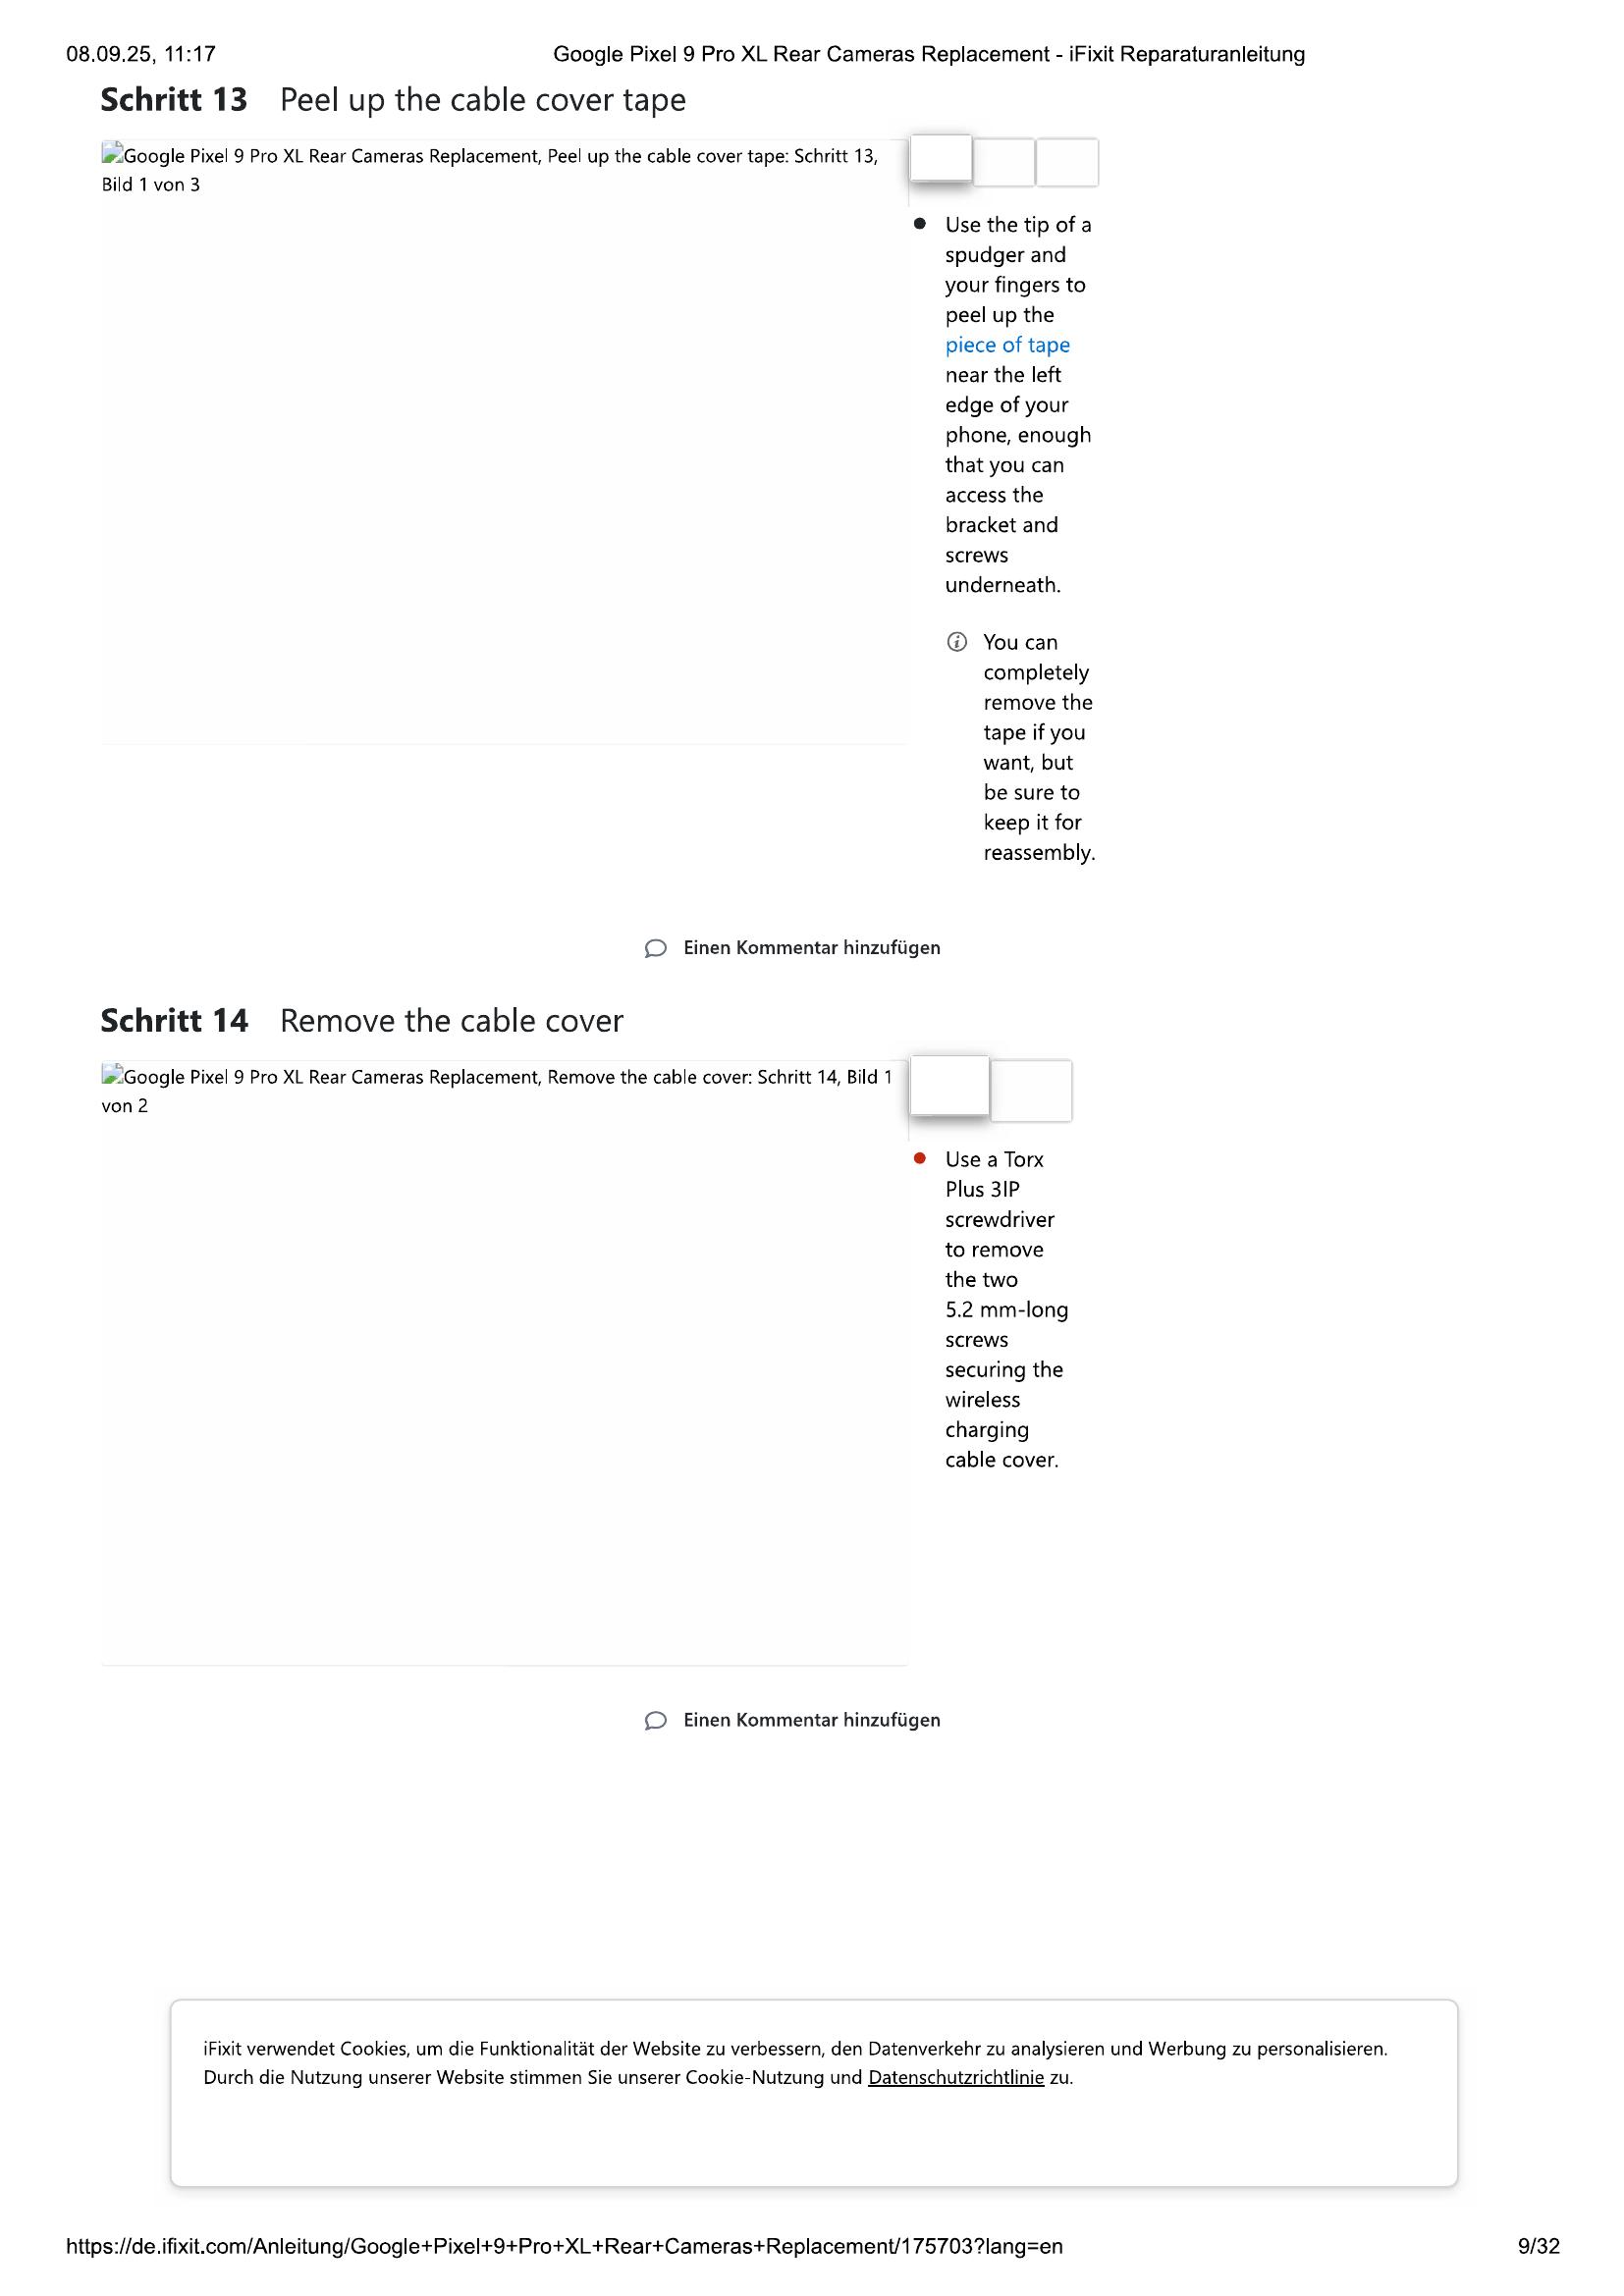 08.09.25, 11:17
Google Pixel 9 Pro XL Rear Cameras Replacement - iFixit Reparaturanleitung
Schritt 13 Peel up the cable cover tape
Google Pixel 9 Pro XL Rear Cameras Replacement, Peel up the cable cover tape: Schritt 13,
Bild 1 von 3
Use the tip of a
spudger and
your fingers to
peel up the
piece of tape
near the left
edge of your
phone, enough
that you can
access the
bracket and
screws
underneath.
You can
completely
remove the
tape if you
want, but
be sure to
keep it for
reassembly.
Einen Kommentar hinzufügen
Schritt 14 Remove the cable cover
Google Pixel 9 Pro XL Rear Cameras Replacement, Remove the cable cover: Schritt 14, Bild 1
von 2
Use a Torx
Plus 3IP
screwdriver
to remove
the two
5.2 mm-long
screws
securing the
wireless
charging
cable cover.
Einen Kommentar hinzufügen
iFixit verwendet Cookies, um die Funktionalität der Website zu verbessern, den Datenverkehr zu analysieren und Werbung zu personalisieren.
Durch die Nutzung unserer Website stimmen Sie unserer Cookie-Nutzung und Datenschutzrichtlinie zu.
https://de.ifixit.com/Anleitung/Google+Pixel+9+Pro+XL+Rear+Cameras+Replacement/175703?lang=en
9/32